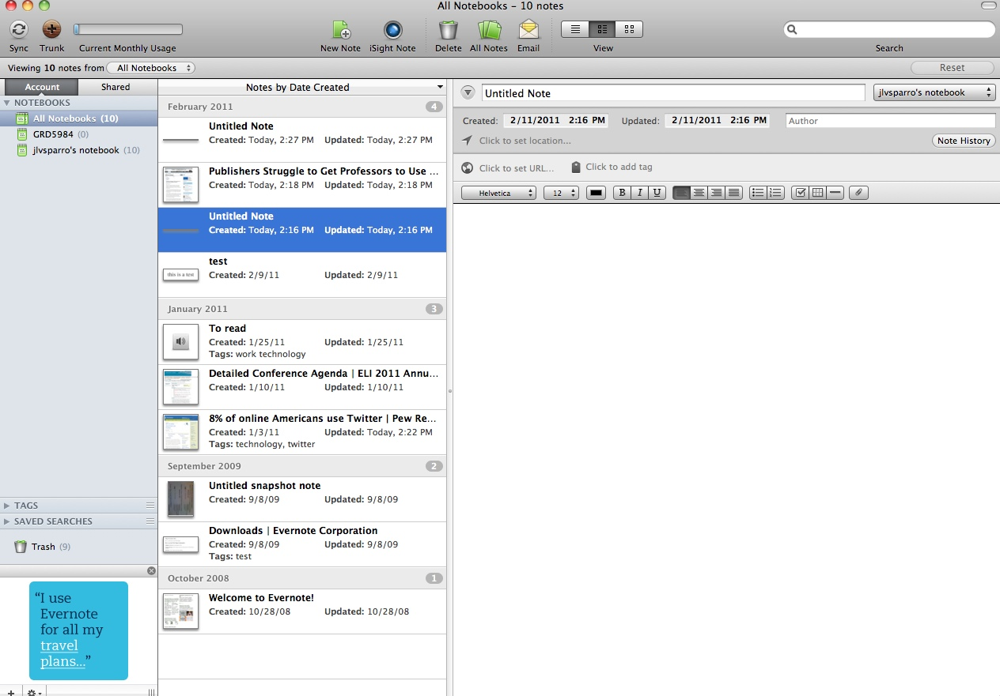 All Notebooks – 10 notes
Sync Trunk Current Monthly Usage New Note iSight Note Delete All Notes Email View Search
Viewing 10 notes from All Notebooks Reset
Account Shared
NOTEBOOKS
All Notebooks (10)
GRD5984 (0)
jlvsparro's notebook (10)
TAGS
SAVED SEARCHES
Trash (9)
“I use
Evernote
for all my
travel
plans...”
Notes by Date Created
February 2011 4
Untitled Note
Created: Today, 2:27 PM Updated: Today, 2:27 PM
Publishers Struggle to Get Professors to Use ...
Created: Today, 2:18 PM Updated: Today, 2:18 PM
Untitled Note
Created: Today, 2:16 PM Updated: Today, 2:16 PM
test
this is a test
Created: 2/9/11 Updated: 2/9/11
January 2011 3
To read
Created: 1/25/11 Updated: 1/25/11
Tags: work technology
Detailed Conference Agenda | ELI 2011 Annu...
Created: 1/10/11 Updated: 1/10/11
8% of online Americans use Twitter | Pew Re...
Created: 1/3/11 Updated: Today, 2:22 PM
Tags: technology, twitter
September 2009 2
Untitled snapshot note
Created: 9/8/09 Updated: 9/8/09
Downloads | Evernote Corporation
Created: 9/8/09 Updated: 9/8/09
Tags: test
October 2008 1
Welcome to Evernote!
Created: 10/28/08 Updated: 10/28/08
Untitled Note jlvsparro's notebook
Created: 2/11/2011 2:16 PM Updated: 2/11/2011 2:16 PM Author
Click to set location... Note History
Click to set URL... Click to add tag
Helvetica 12 B I U